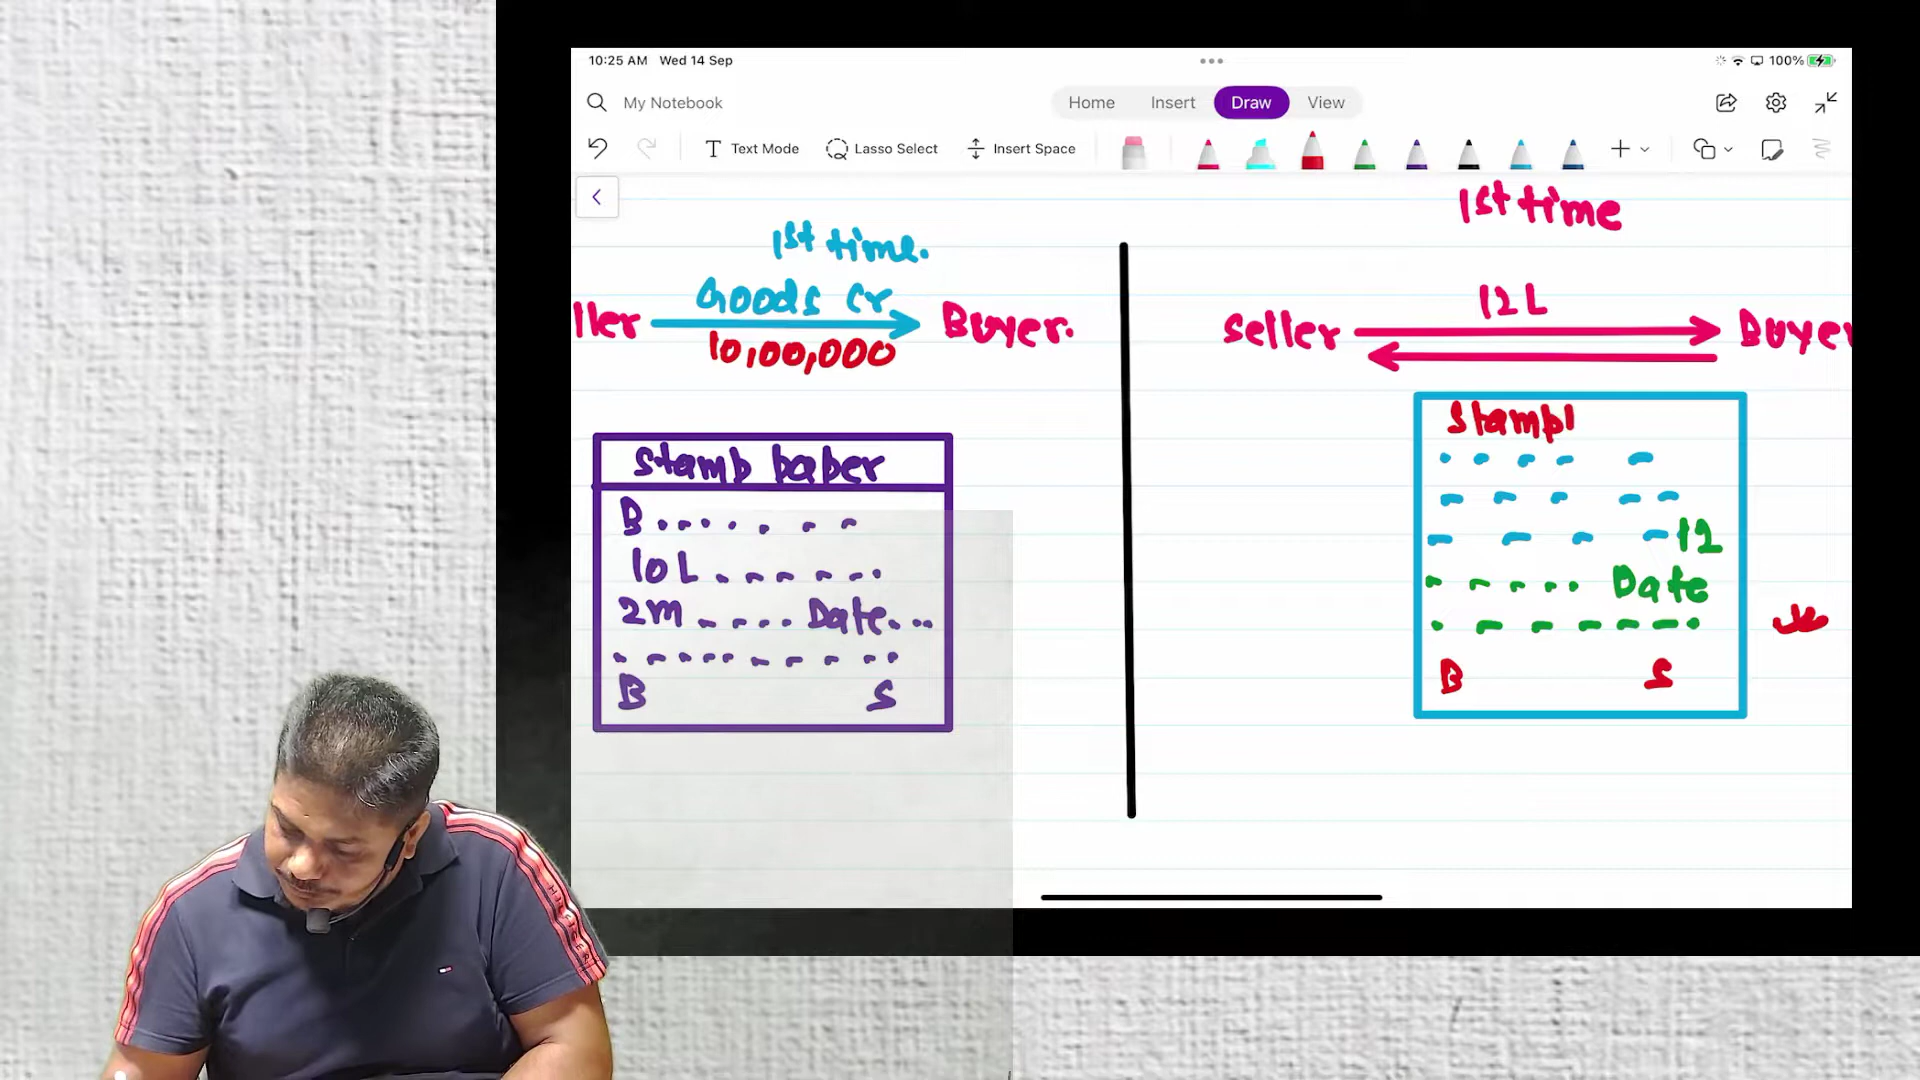 10:25 AM Wed 14 Sep
100%
My Notebook
Home Insert Draw View
Text Mode Lasso Select Insert Space
1st time.
Goods cr
ller Buyer.
10,00,000
stamp paper
B
10L
2m Date
B S
1st time
12 L
seller Buyer
Stamp
12
Date
B S